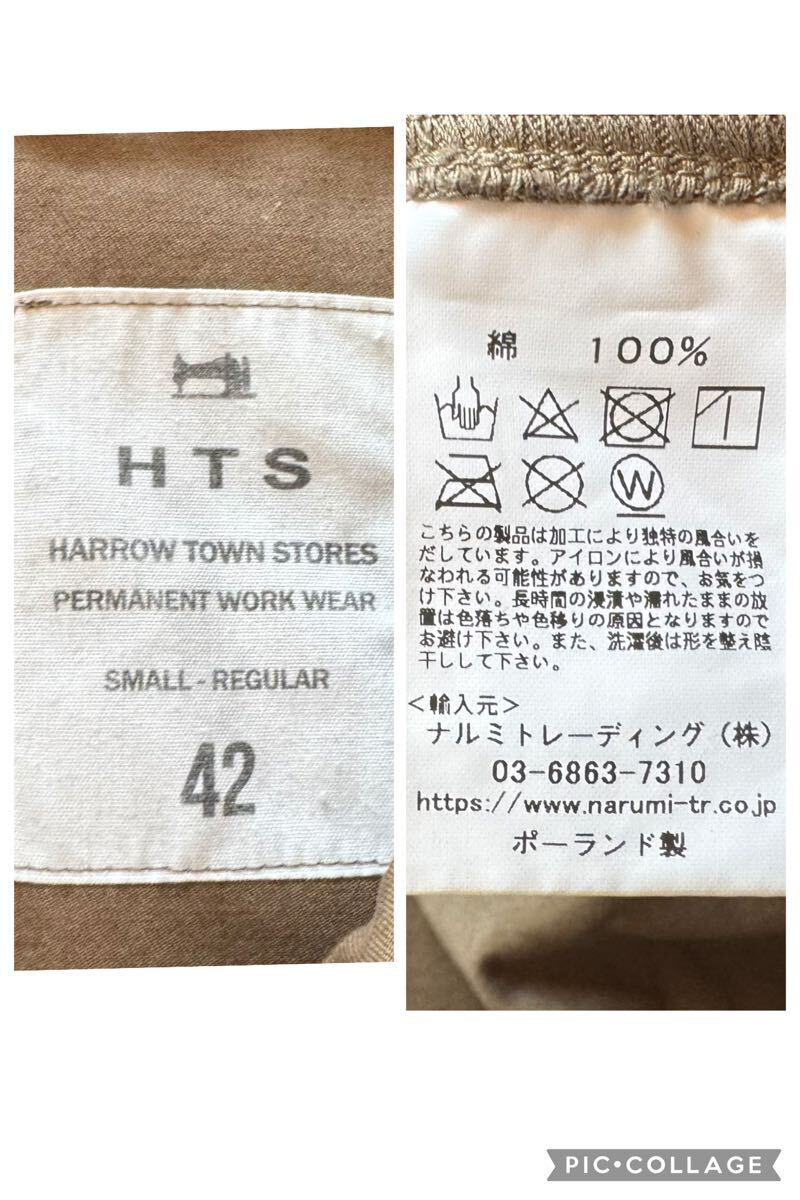 HTS
HARROW TOWN STORES
PERMANENT WORK WEAR
SMALL - REGULAR
42
綿 100%
W
こちらの製品は加工により独特の風合いを
だしています。アイロンにより風合いが損
なわれる可能性がありますので、お気をつ
け下さい。長時間の浸漬や濡れたままの放
置は色落ちや色移りの原因となりますので
お避け下さい。また、洗濯後は形を整え陰
干しして下さい。
<輸入元>
ナルミトレーディング(株)
03-6863-7310
https://www.narumi-tr.co.jp
ポーランド製
PIC•COLLAGE